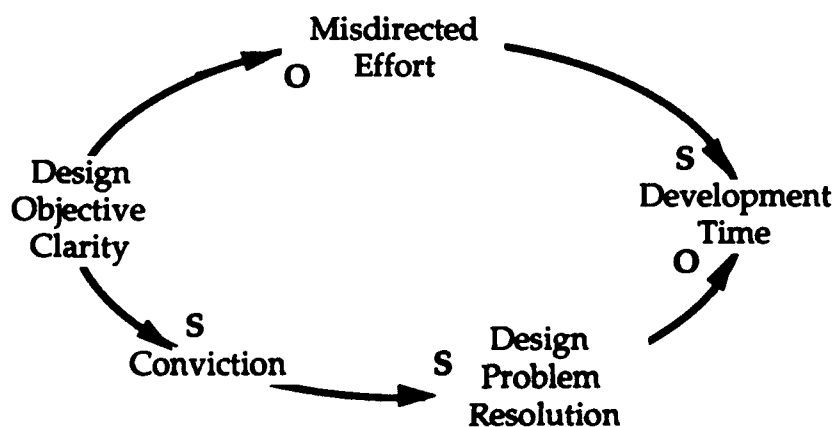 Misdirected
Effort
O
Design
Objective
Clarity
S
Development
Time
O
S
Conviction
S
Design
Problem
Resolution